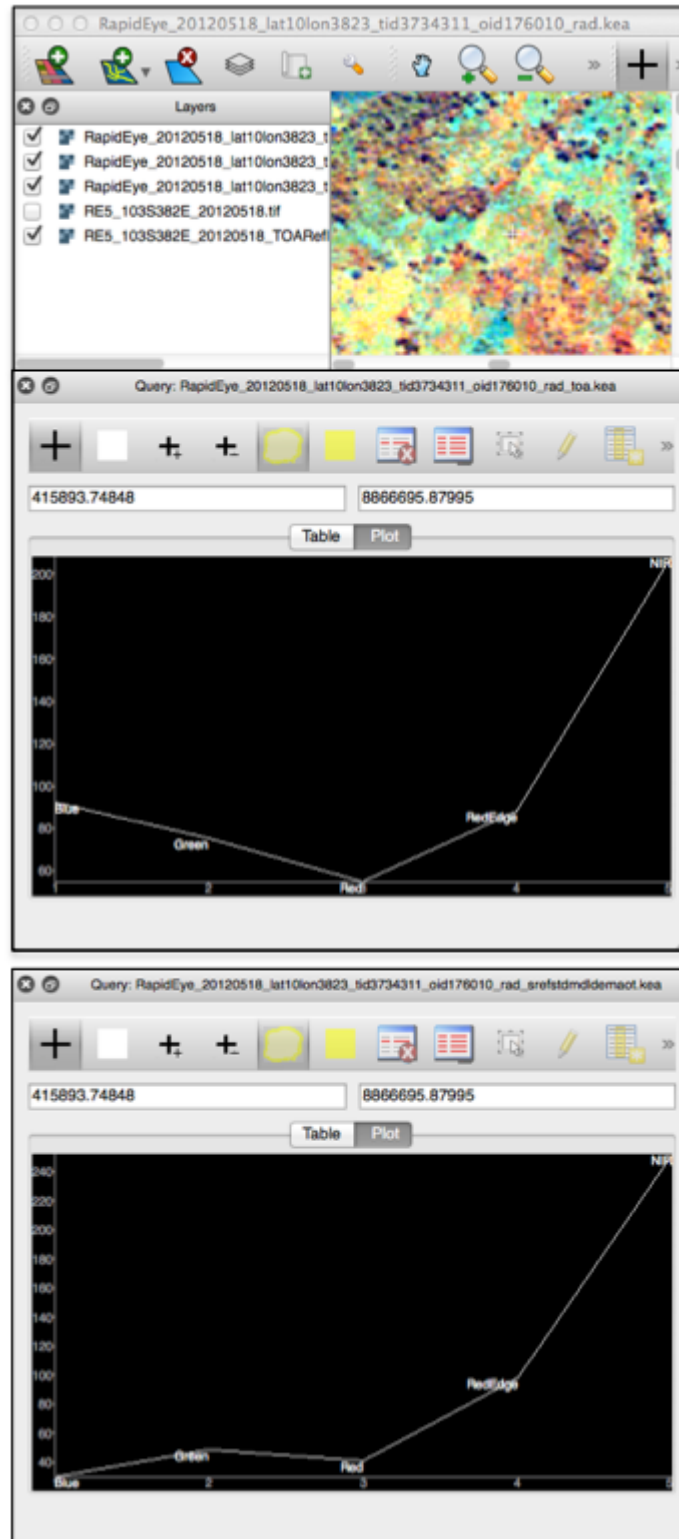 RapidEye_20120518_lat10lon3823_tid3734311_oid176010_rad.kea
» »
Layers
RapidEye_20120518_lat10lon3823_t
RapidEye_20120518_lat10lon3823_t
RapidEye_20120518_lat10lon3823_t
RE5_103S382E_20120518.tif
RE5_103S382E_20120518_TOARefl
Query: RapidEye_20120518_lat10lon3823_tid3734311_oid176010_rad_toa.kea
»
415893.74848 8866695.87995
Table Plot
200
NIR
180
160
140
120
100
Blue
80
RedEdge
Green
60
Red
1 2 4 5
Query: RapidEye_20120518_lat10lon3823_tid3734311_oid176010_rad_srefstdmdldemaot.kea
»
415893.74848 8866695.87995
Table Plot
240
NIR
220
200
180
160
140
120
100
RedEdge
80
60
Green
40
Red
Blue
2 3 4 5